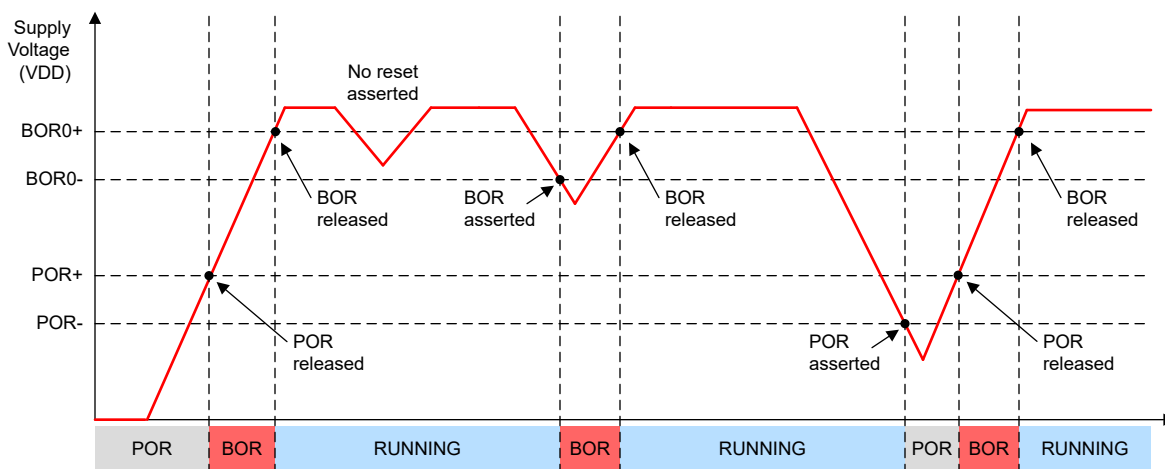 Supply
Voltage
(VDD)
No reset
asserted
BOR0+
BOR0-
BOR
released
BOR
asserted
BOR
released
BOR
released
POR+
POR-
POR
released
POR
asserted
POR
released
POR BOR RUNNING BOR RUNNING POR BOR RUNNING